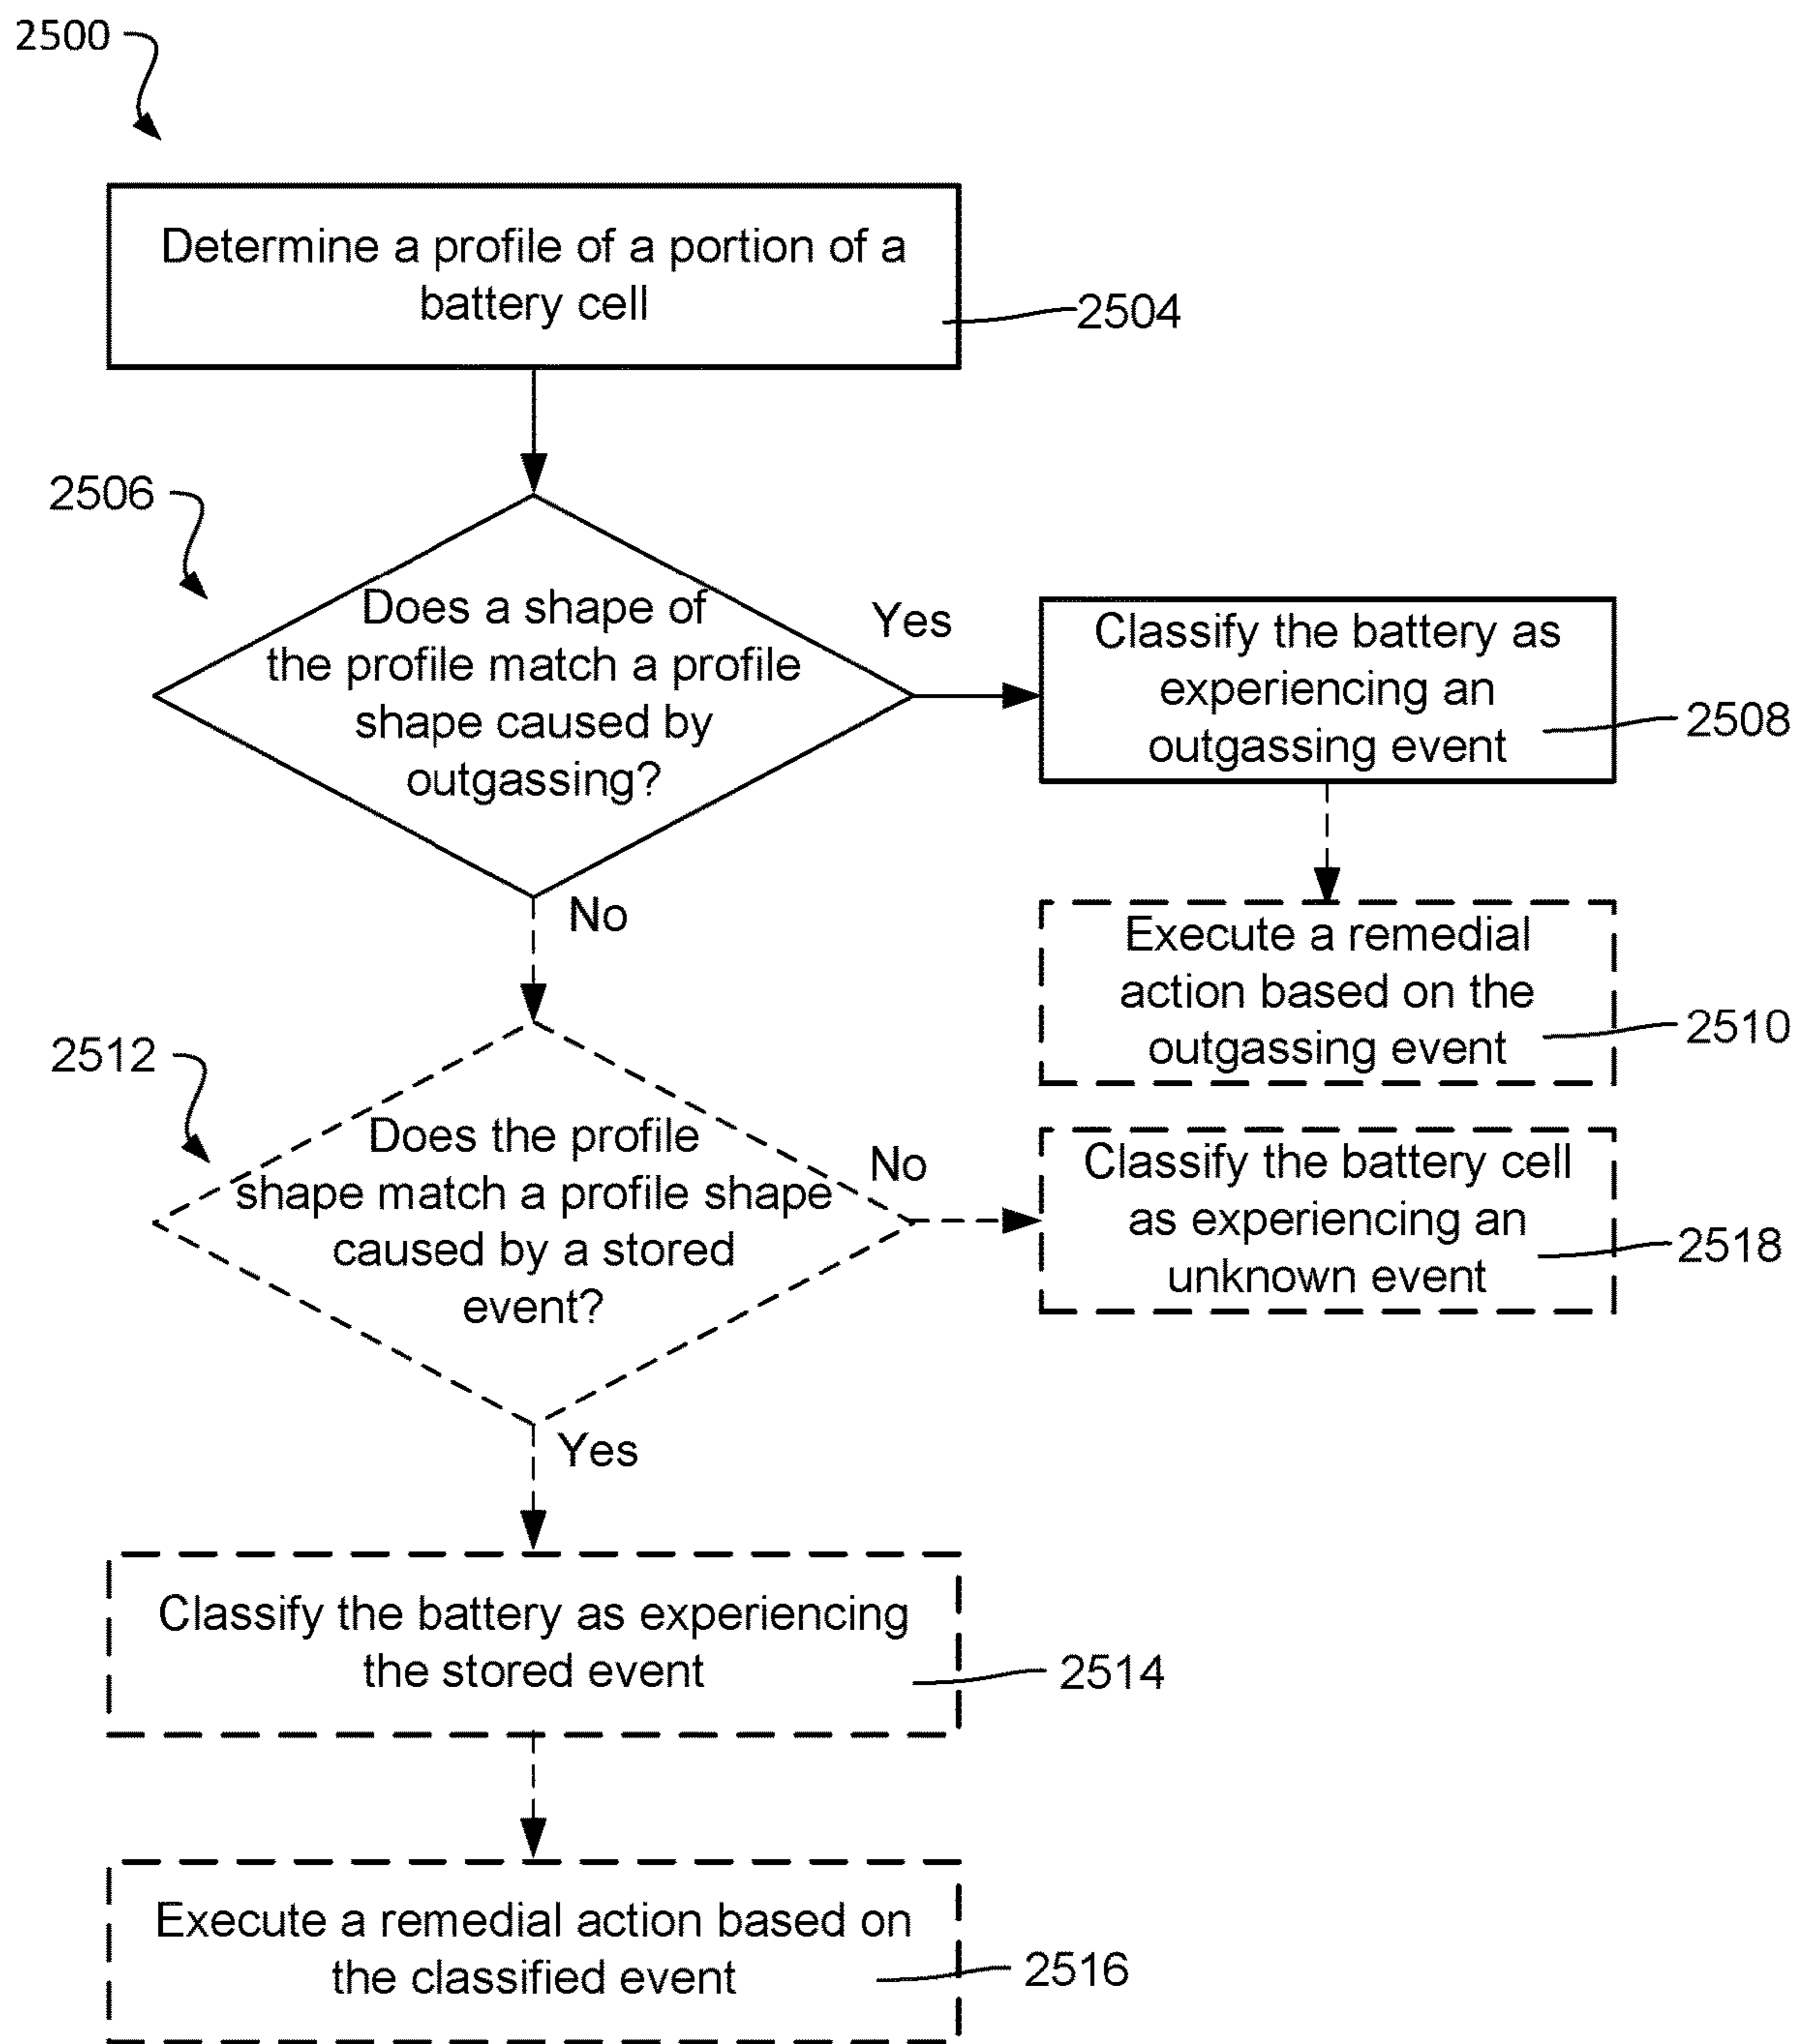 2500
Determine a profile of a portion of a
battery cell
2504
2506
Does a shape of
the profile match a profile
shape caused by
outgassing?
Yes
No
Classify the battery as
experiencing an
outgassing event
2508
Execute a remedial
action based on the
outgassing event
2510
2512
Does the profile
shape match a profile shape
caused by a stored
event?
No
Yes
Classify the battery cell
as experiencing an
unknown event
2518
Classify the battery as experiencing
the stored event
2514
Execute a remedial action based on
the classified event
2516